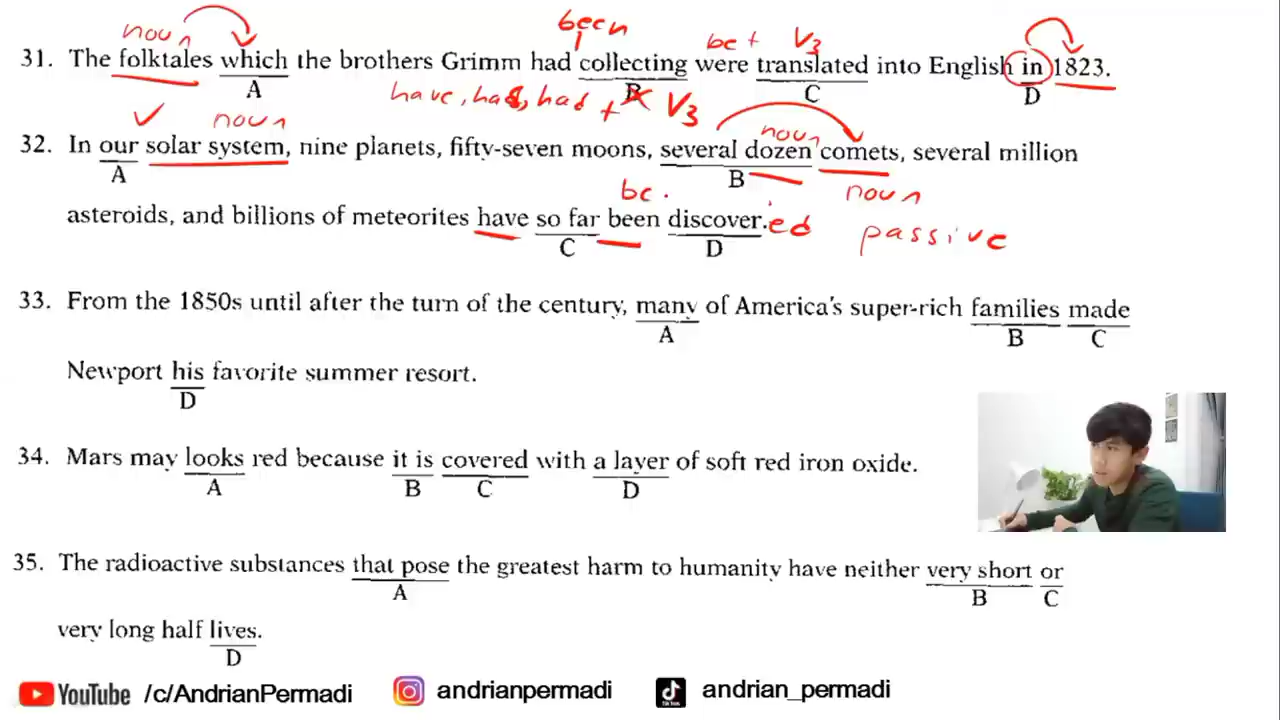 noun been be + V3
31. The folktales which the brothers Grimm had collecting were translated into English in 1823.
A B C D
have, has, had + V3
noun noun
32. In our solar system, nine planets, fifty-seven moons, several dozen comets, several million
A B
be. noun
asteroids, and billions of meteorites have so far been discover. ed passive
C D
33. From the 1850s until after the turn of the century, many of America's super-rich families made
A B C
Newport his favorite summer resort.
D
34. Mars may looks red because it is covered with a layer of soft red iron oxide.
A B C D
35. The radioactive substances that pose the greatest harm to humanity have neither very short or
A B C
very long half lives.
D
YouTube /c/AndrianPermadi andrianpermadi TikTok andrian_permadi